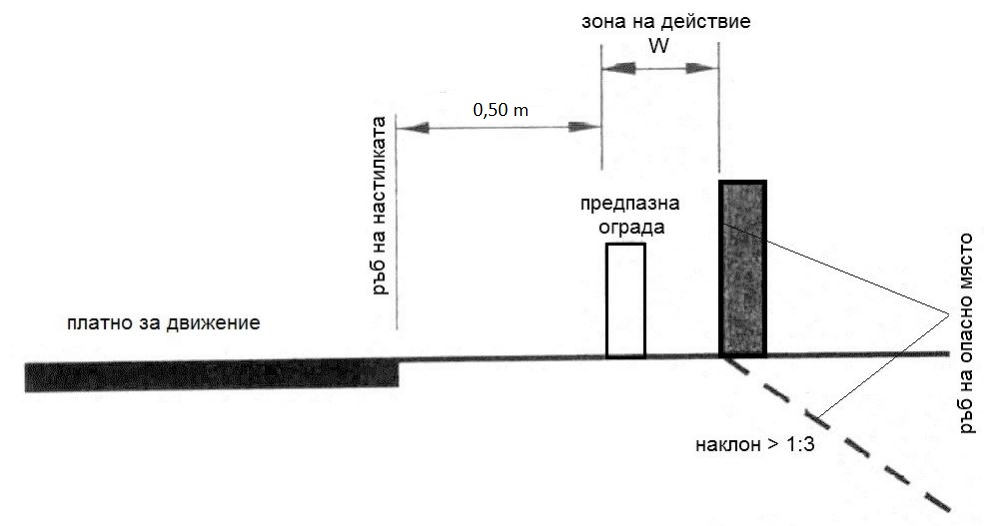 зона на действие
W
0,50 m
ръб на настилката
предпазна
ограда
ръб на опасно място
платно за движение
наклон > 1:3